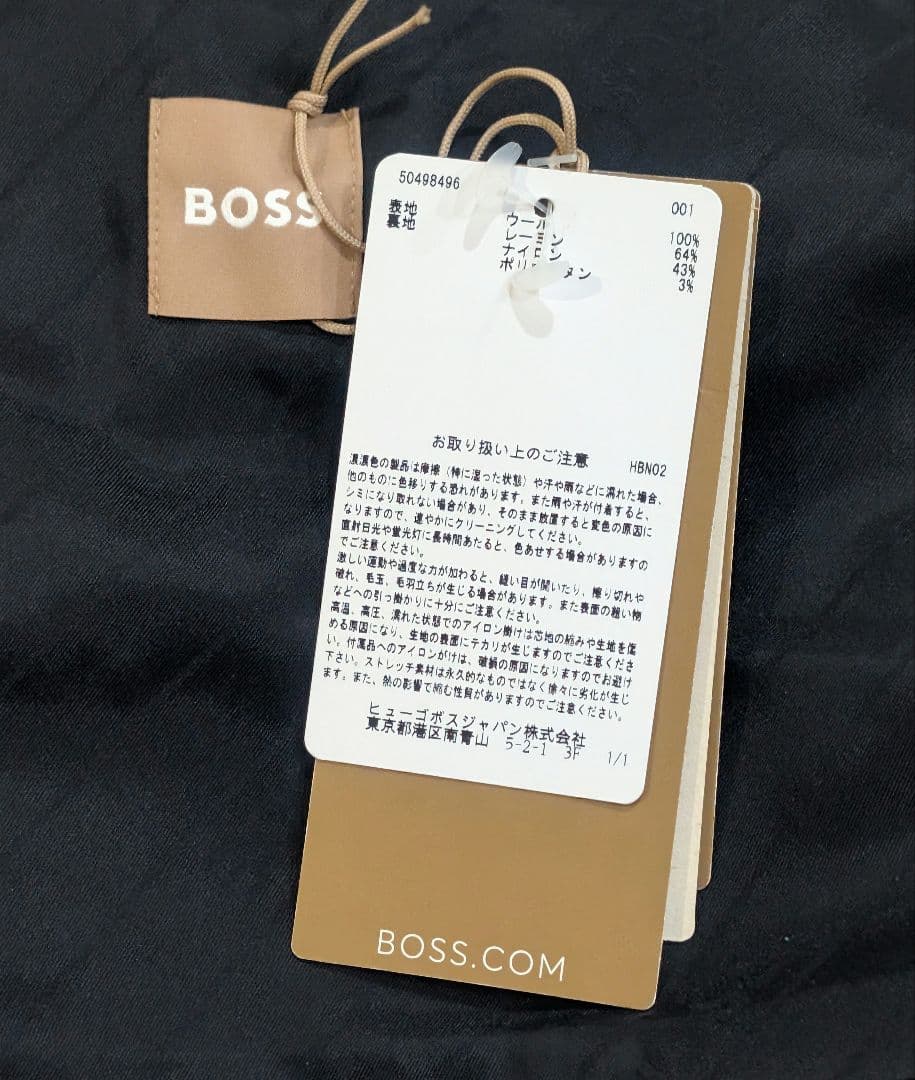 BOSS
50498496 001
表地 ウール 100%
裏地 レーヨン 64%
ナイロン 43%
ポリ タン 3%
お取り扱い上のご注意 HBN02
濃濃色の製品は摩擦（特に湿った状態）や汗や雨などに濡れた場合、
他のものに色移りする恐れがあります。また雨や汗が付着すると、
シミになり取れない場合があり、そのまま放置すると変色の原因に
なりますので、速やかにクリーニングしてください。
直射日光や蛍光灯に長時間あたると、色あせする場合がありますの
でご注意ください。
激しい運動や過度な力が加わると、縫い目が開いたり、擦り切れや
破れ、毛玉、毛羽立ちが生じる場合があります。また表面の粗い物
などへの引っ掛かりに十分にご注意ください。
高温、高圧、濡れた状態でのアイロン掛けは芯地の縮みや生地を傷
める原因になり、生地の表面にテカリが生じますのでご注意くださ
い。付属品へのアイロンがけは、破損の原因になりますのでお避け
下さい。ストレッチ素材は永久的なものではなく徐々に劣化が生じ
ます。また、熱の影響で縮む性質がありますのでご注意ください。
ヒューゴボスジャパン株式会社
東京都港区南青山 5-2-1 3F 1/1
BOSS.COM